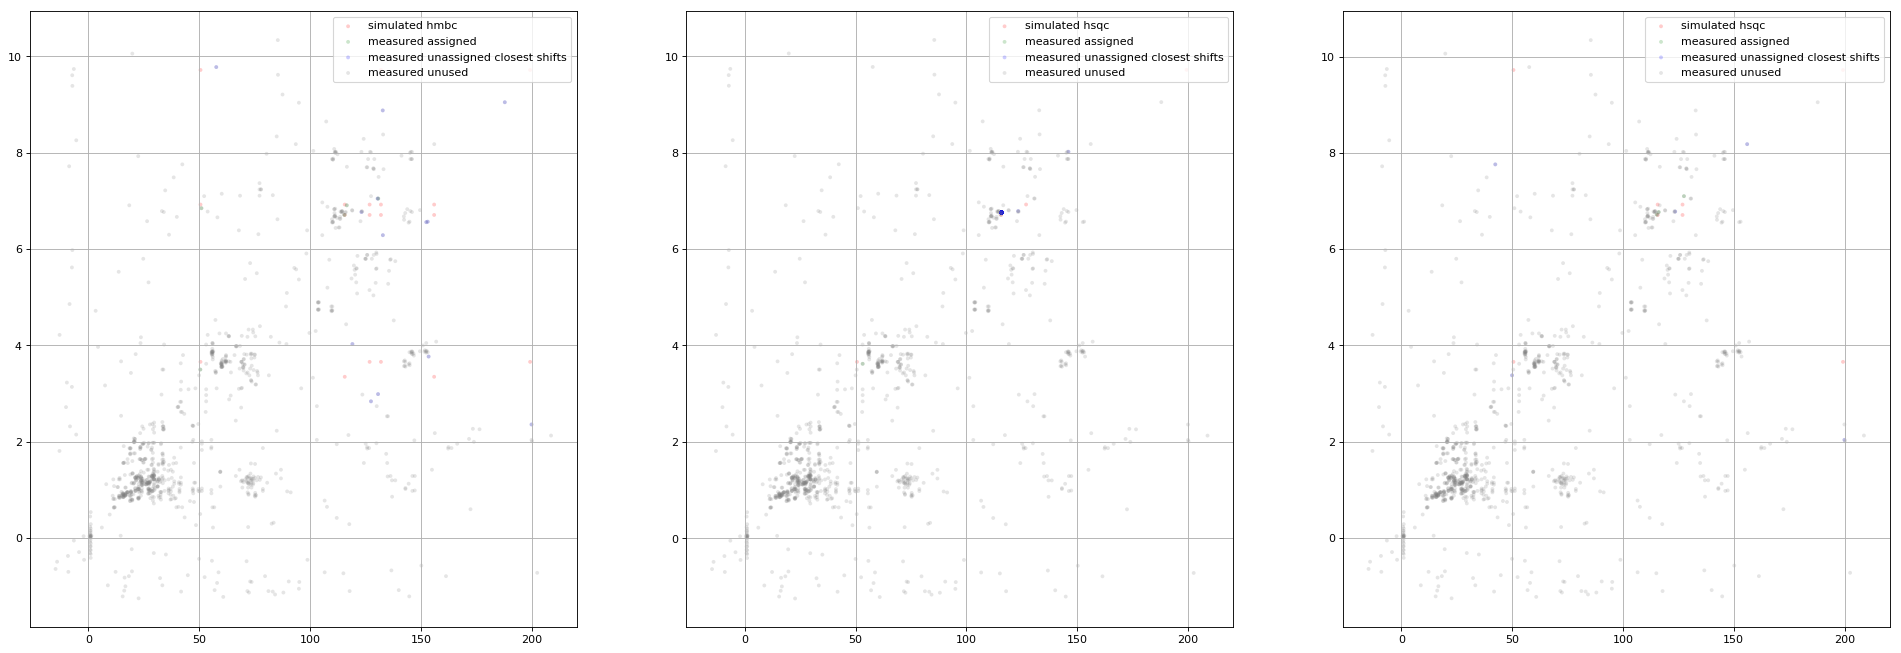 simulated hmbc
measured assigned
measured unassigned closest shifts
measured unused
10
8
6
4
2
0
0 50 100 150 200
simulated hsqc
measured assigned
measured unassigned closest shifts
measured unused
10
8
6
4
2
0
0 50 100 150 200
simulated hsqc
measured assigned
measured unassigned closest shifts
measured unused
10
8
6
4
2
0
0 50 100 150 200